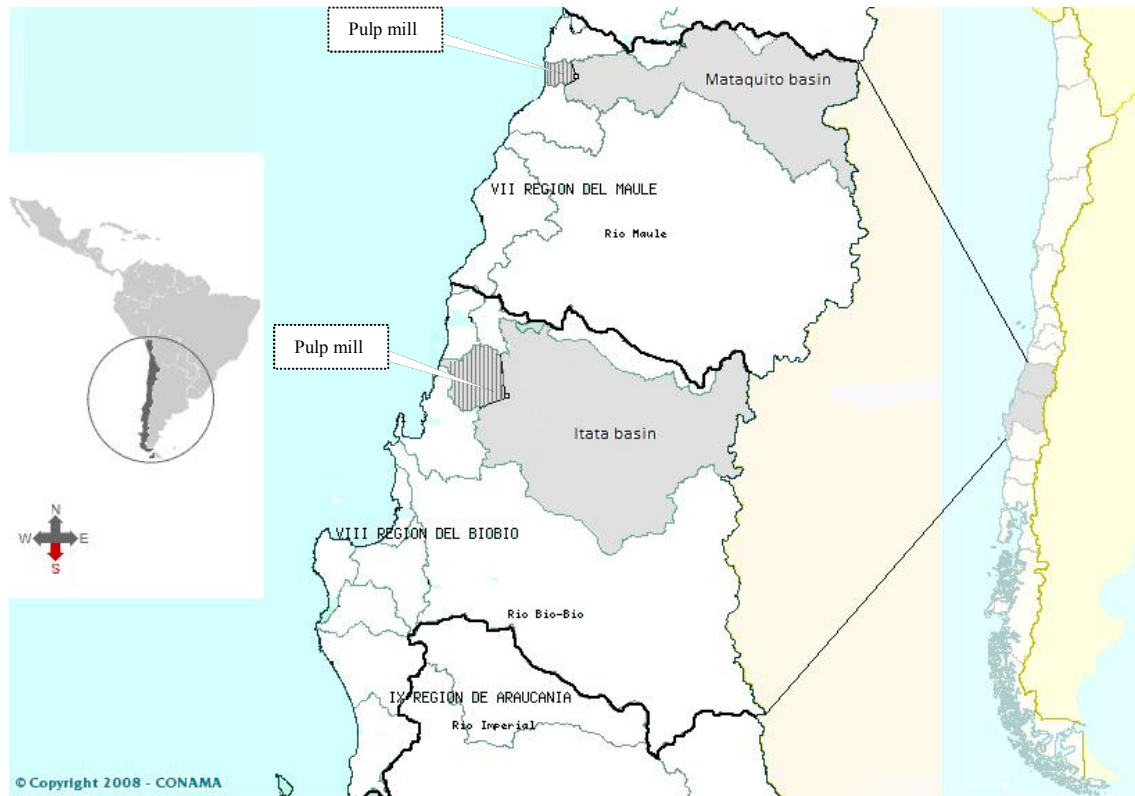 Pulp mill
Mataquito basin
VII REGION DEL MAULE
Rio Maule
Pulp mill
Itata basin
VIII REGION DEL BIOBIO
Rio Bio-Bio
IX REGION DE ARAUCANIA
Rio Imperial
N
W E
S
© Copyright 2008 - CONAMA